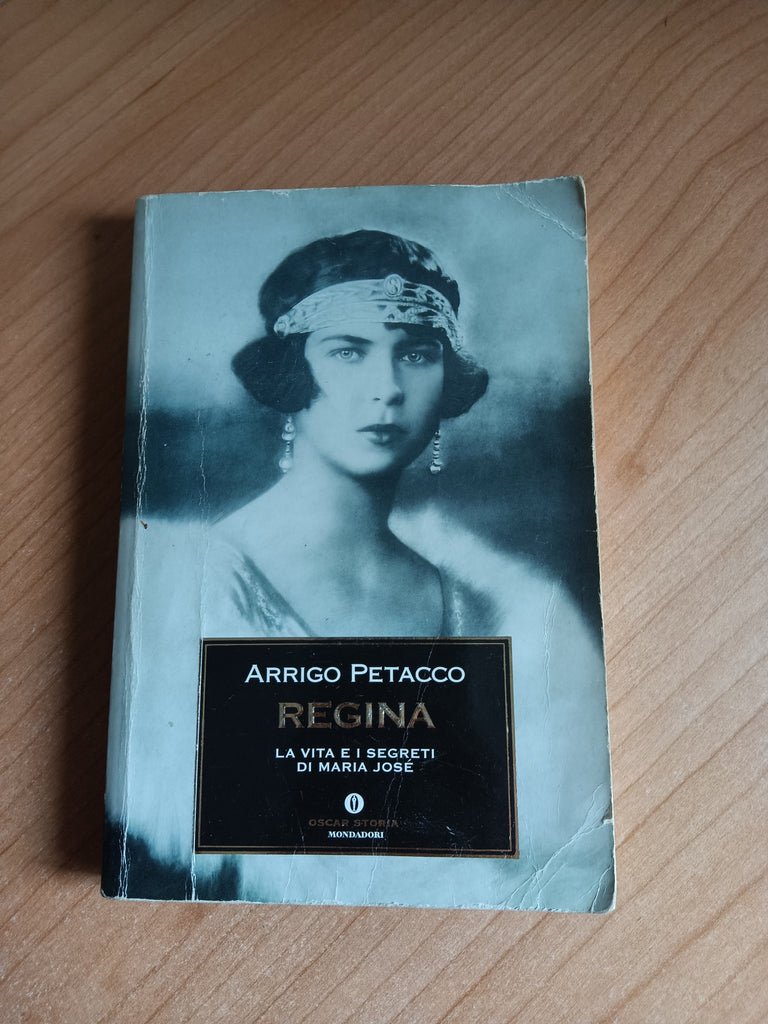 ARRIGO PETACCO
REGINA
LA VITA E I SEGRETI
DI MARIA JOSÉ
OSCAR STORIA
MONDADORI